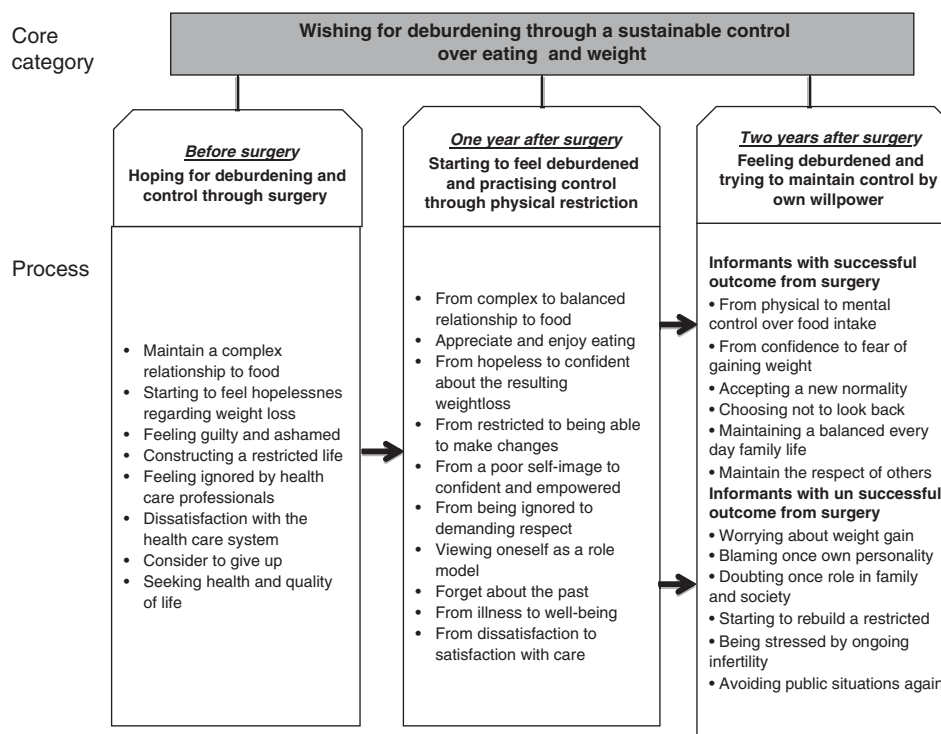 Core
category
Wishing for deburdening through a sustainable control
over eating and weight
Before surgery
Hoping for deburdening and
control through surgery
One year after surgery
Starting to feel deburdened
and practising control
through physical restriction
Two years after surgery
Feeling deburdened and
trying to maintain control by
own willpower
Process
• Maintain a complex
relationship to food
• Starting to feel hopelessnes
regarding weight loss
• Feeling guilty and ashamed
• Constructing a restricted life
• Feeling ignored by health
care professionals
• Dissatisfaction with the
health care system
• Consider to give up
• Seeking health and quality
of life
• From complex to balanced
relationship to food
• Appreciate and enjoy eating
• From hopeless to confident
about the resulting
weightloss
• From restricted to being able
to make changes
• From a poor self-image to
confident and empowered
• From being ignored to
demanding respect
• Viewing oneself as a role
model
• Forget about the past
• From illness to well-being
• From dissatisfaction to
satisfaction with care
Informants with successful
outcome from surgery
• From physical to mental
control over food intake
• From confidence to fear of
gaining weight
• Accepting a new normality
• Choosing not to look back
• Maintaining a balanced every
day family life
• Maintain the respect of others
Informants with un successful
outcome from surgery
• Worrying about weight gain
• Blaming once own personality
• Doubting once role in family
and society
• Starting to rebuild a restricted
• Being stressed by ongoing
infertility
• Avoiding public situations again